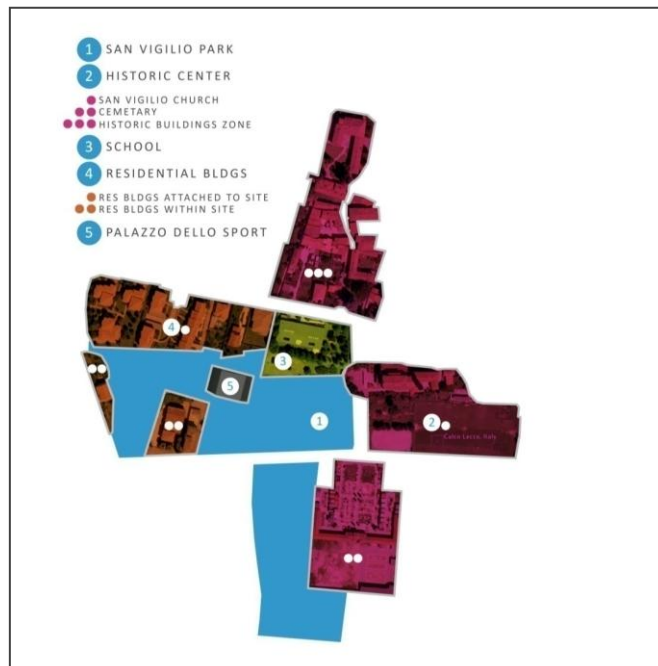 1 SAN VIGILIO PARK
2 HISTORIC CENTER
SAN VIGILIO CHURCH
CEMETARY
HISTORIC BUILDINGS ZONE
3 SCHOOL
4 RESIDENTIAL BLDGS
RES BLDGS ATTACHED TO SITE
RES BLDGS WITHIN SITE
5 PALAZZO DELLO SPORT
4
3
5
1
2
Calco Lecco, Italy